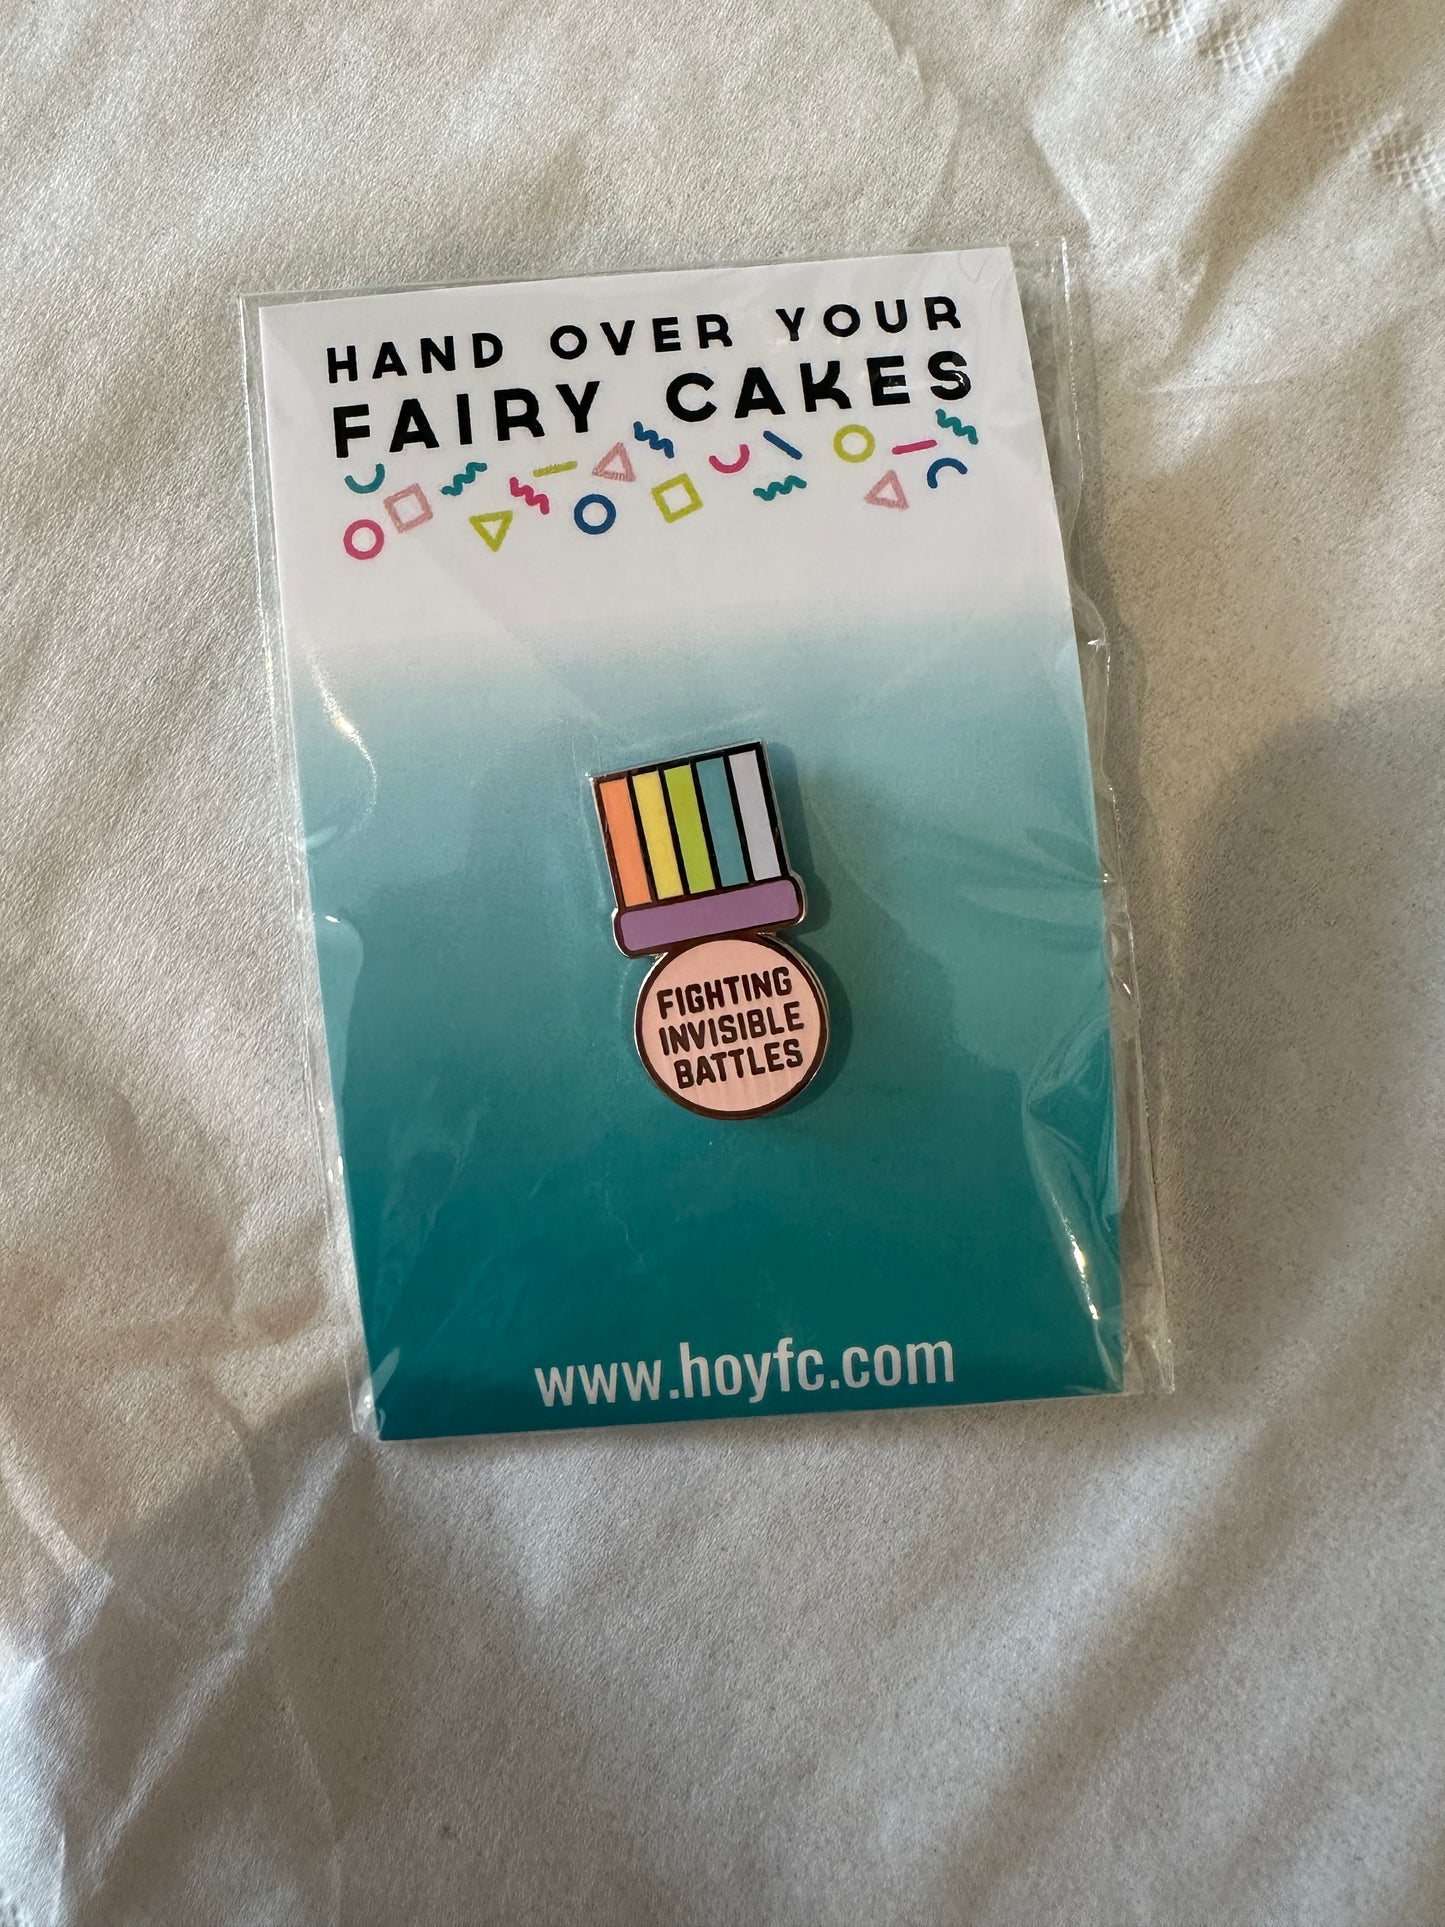 HAND OVER YOUR
FAIRY CAKES
FIGHTING
INVISIBLE
BATTLES
www.hoyfc.com